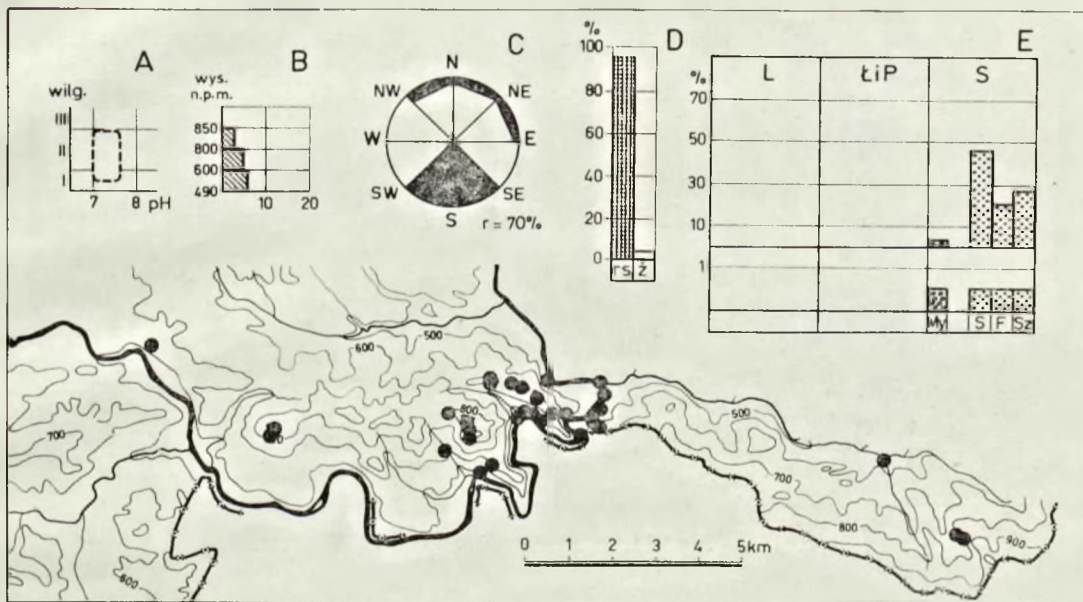 A
wilg.
III
II
I
7 8 pH
B
wys.
n.p.m.
850
800
600
490
0 10 20
C
N
NW NE
W E
SW SE
S
r = 70%
D
%
100
80
60
40
20
0
rs ż
E
L ŁiP S
%
70
50
30
10
1
My S F Sz
500
600
800
700
500
700
800
900
600
0 1 2 3 4 5km